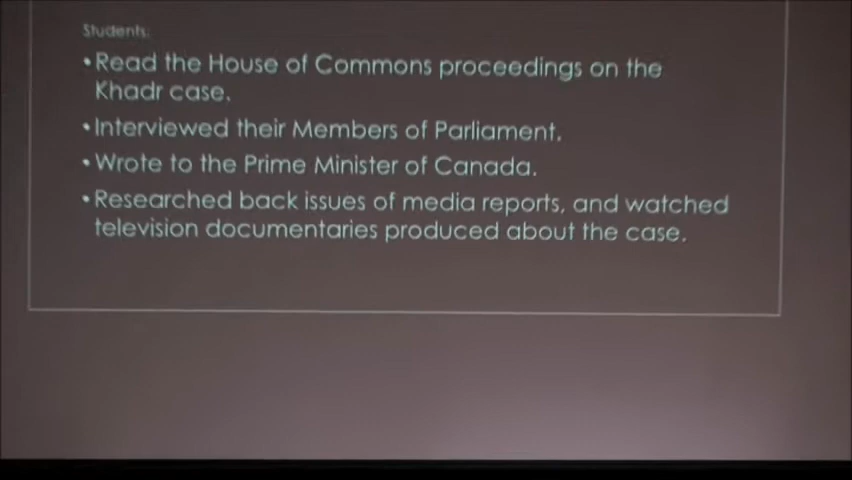 Students:
•Read the House of Commons proceedings on the
Khadr case.
•Interviewed their Members of Parliament.
•Wrote to the Prime Minister of Canada.
•Researched back issues of media reports, and watched
television documentaries produced about the case.